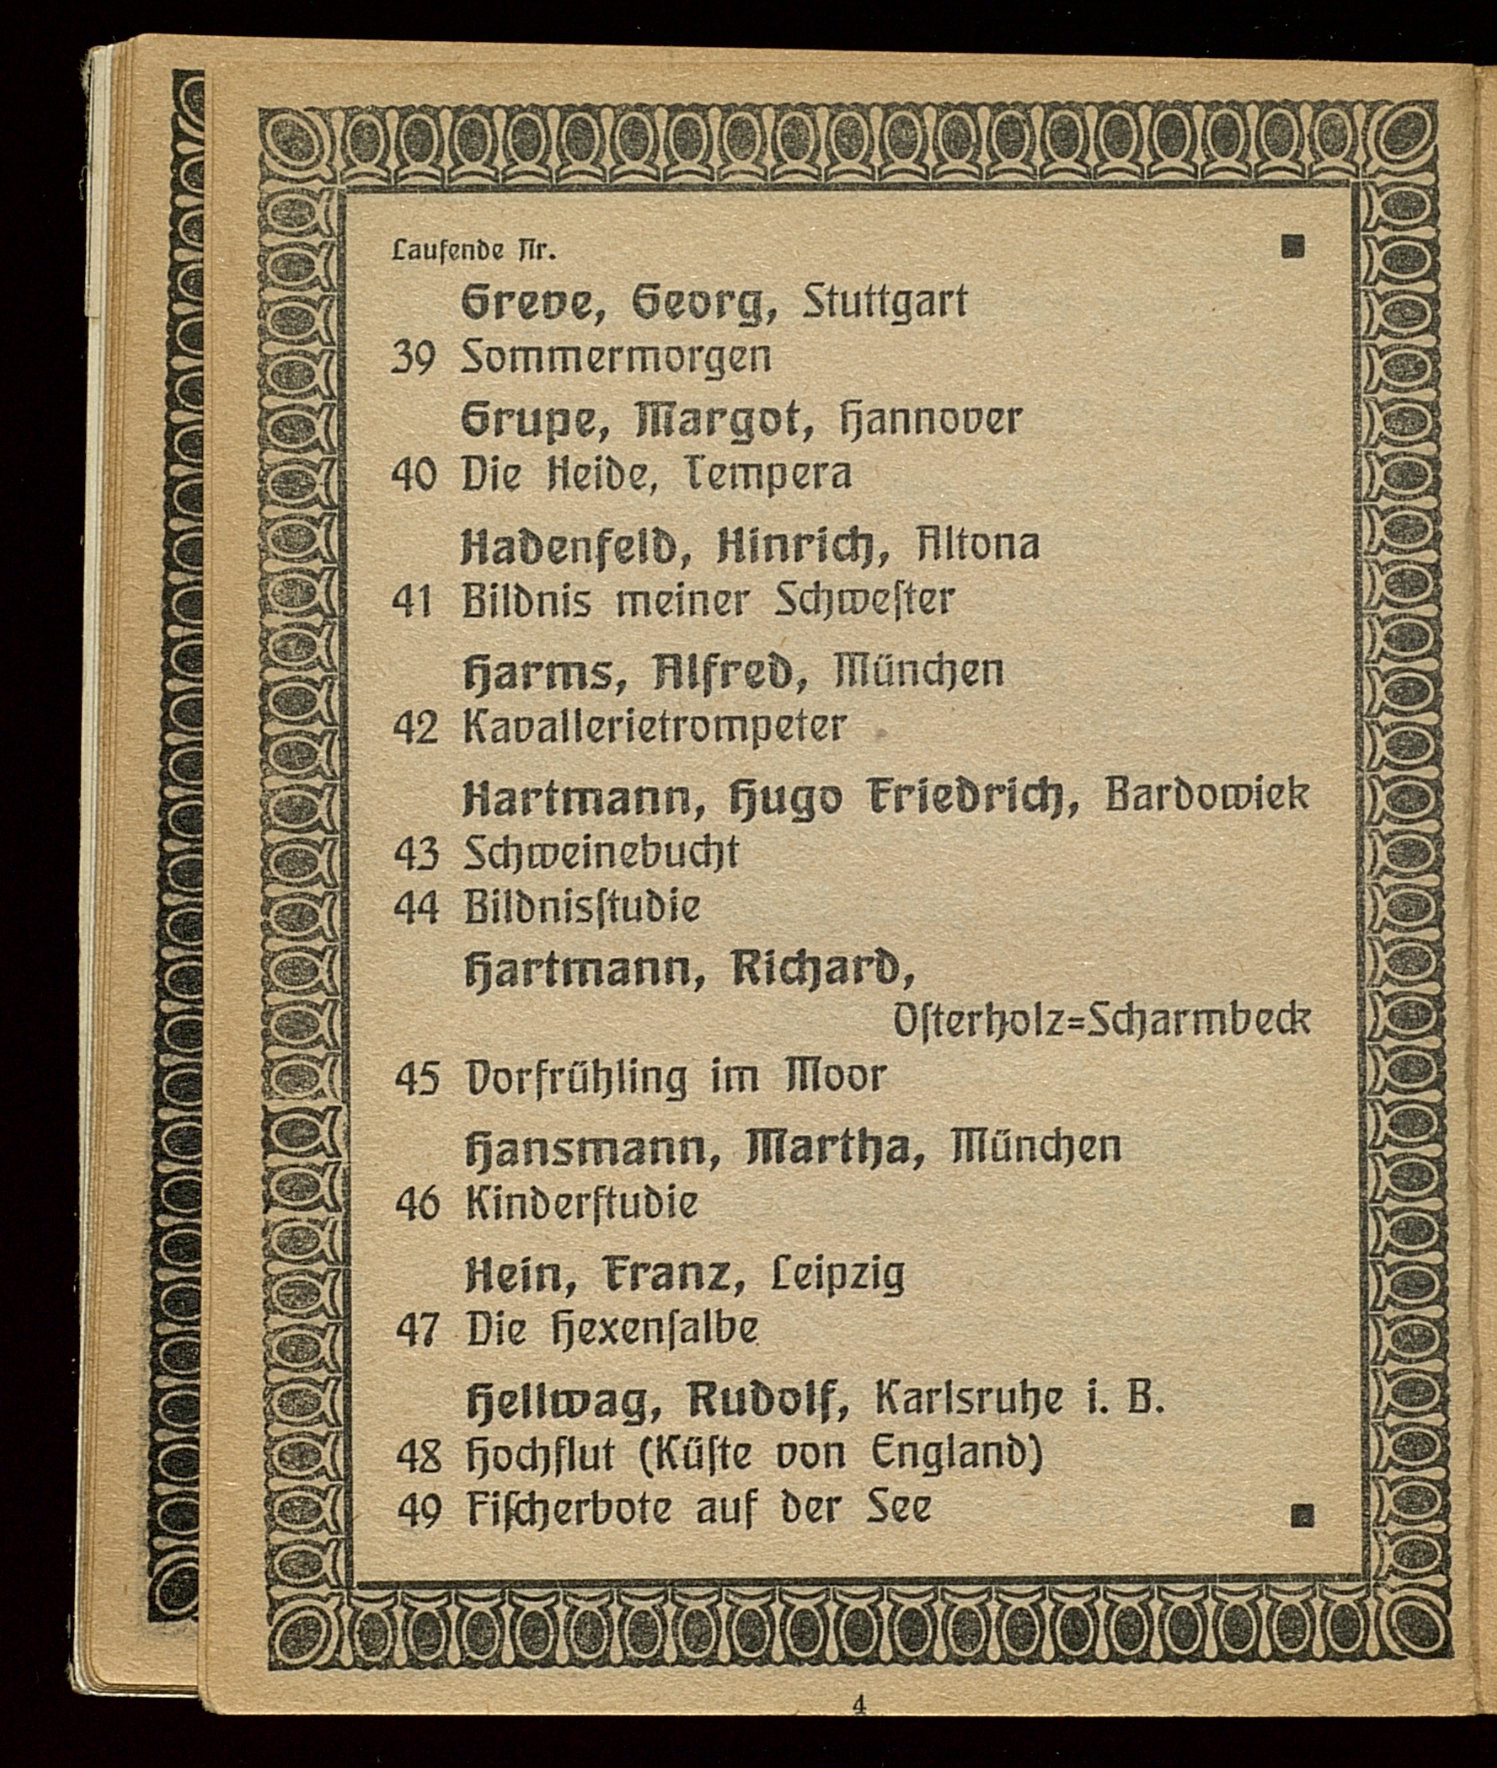 Laufende Nr.
Greve, Georg, Stuttgart
39 Sommermorgen
Grupe, Margot, Hannover
40 Die Heide, Tempera
Hadenfeld, Hinrich, Altona
41 Bildnis meiner Schweſter
Harms, Alfred, München
42 Kavallerietrompeter
Hartmann, Hugo Friedrich, Bardowiek
43 Schweinebucht
44 Bildnisſtudie
Hartmann, Richard,
Oſterholz=Scharmbeck
45 Vorfrühling im Moor
Hansmann, Martha, München
46 Kinderſtudie
Hein, Franz, Leipzig
47 Die Hexenſalbe
Hellwag, Rudolf, Karlsruhe i. B.
48 Hochflut (Küſte von England)
49 Fiſcherbote auf der See
4